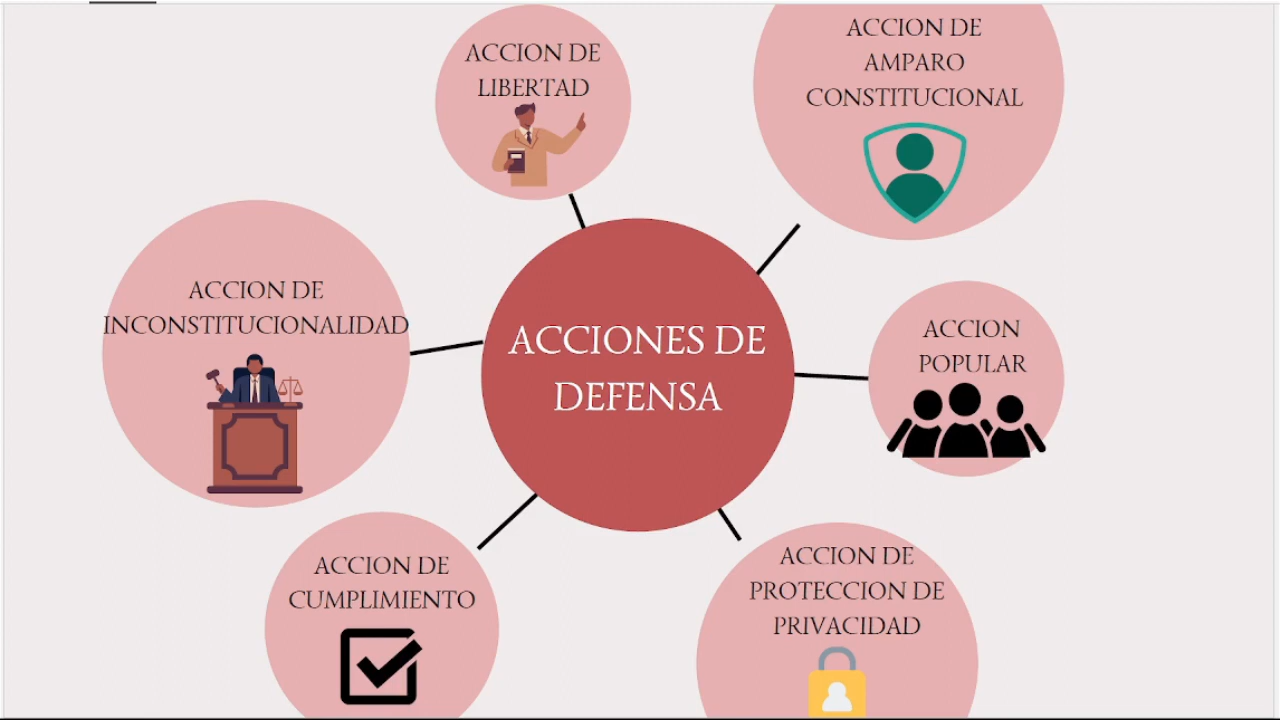 ACCION DE
LIBERTAD
ACCION DE
AMPARO
CONSTITUCIONAL
ACCION DE
INCONSTITUCIONALIDAD
ACCIONES DE
DEFENSA
ACCION
POPULAR
ACCION DE
CUMPLIMIENTO
ACCION DE
PROTECCION DE
PRIVACIDAD